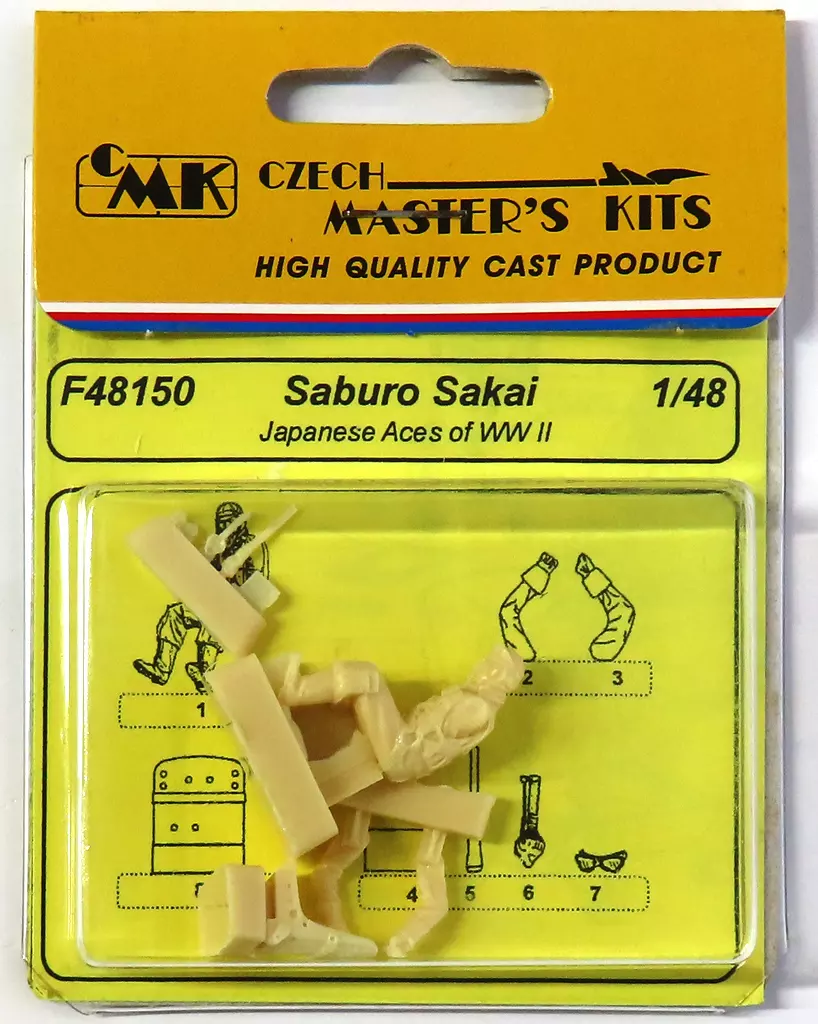 CMK
CZECH
MASTER'S KITS
HIGH QUALITY CAST PRODUCT
F48150 Saburo Sakai 1/48
Japanese Aces of WW II
2 3
1
8 4 5 6 7